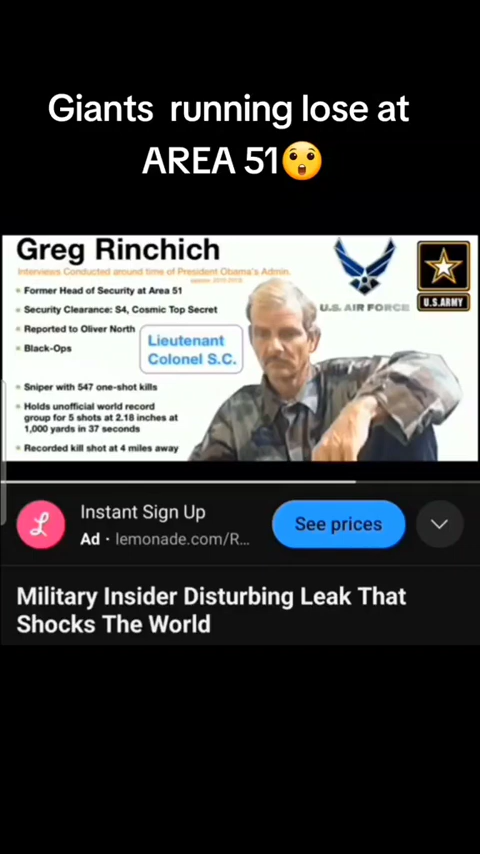 Giants running lose at
AREA 51😲
Greg Rinchich
Interviews Conducted around time of President Obama's Admin.
Former Head of Security at Area 51
Security Clearance: S4, Cosmic Top Secret
Reported to Oliver North
Black-Ops
Lieutenant
Colonel S.C.
Sniper with 547 one-shot kills
Holds unofficial world record
group for 5 shots at 2.18 inches at
1,000 yards in 37 seconds
Recorded kill shot at 4 miles away
U.S. AIR FORCE
U.S.ARMY
Instant Sign Up
Ad · lemonade.com/R...
See prices
Military Insider Disturbing Leak That
Shocks The World